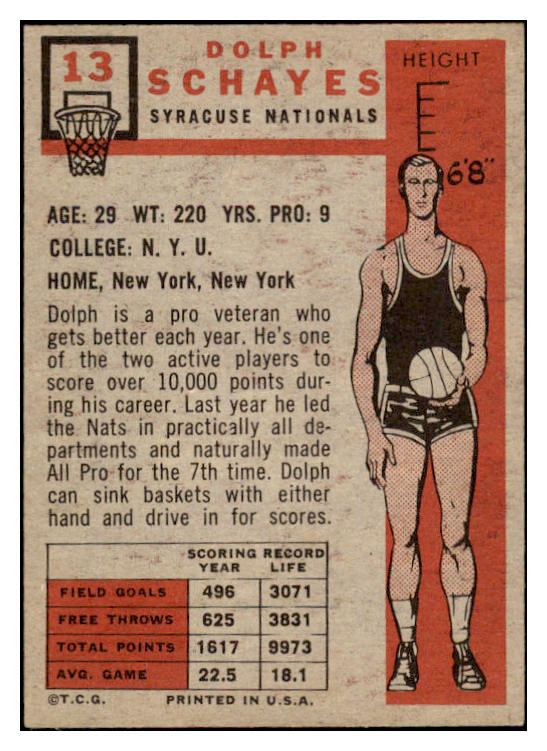 13
DOLPH
SCHAYES
SYRACUSE NATIONALS
HEIGHT
6'8"
AGE: 29 WT: 220 YRS. PRO: 9
COLLEGE: N. Y. U.
HOME, New York, New York
Dolph is a pro veteran who
gets better each year. He's one
of the two active players to
score over 10,000 points dur-
ing his career. Last year he led
the Nats in practically all de-
partments and naturally made
All Pro for the 7th time. Dolph
can sink baskets with either
hand and drive in for scores.
SCORING RECORD
YEAR LIFE
FIELD GOALS 496 3071
FREE THROWS 625 3831
TOTAL POINTS 1617 9973
AVG. GAME 22.5 18.1
©T.C.G. PRINTED IN U.S.A.